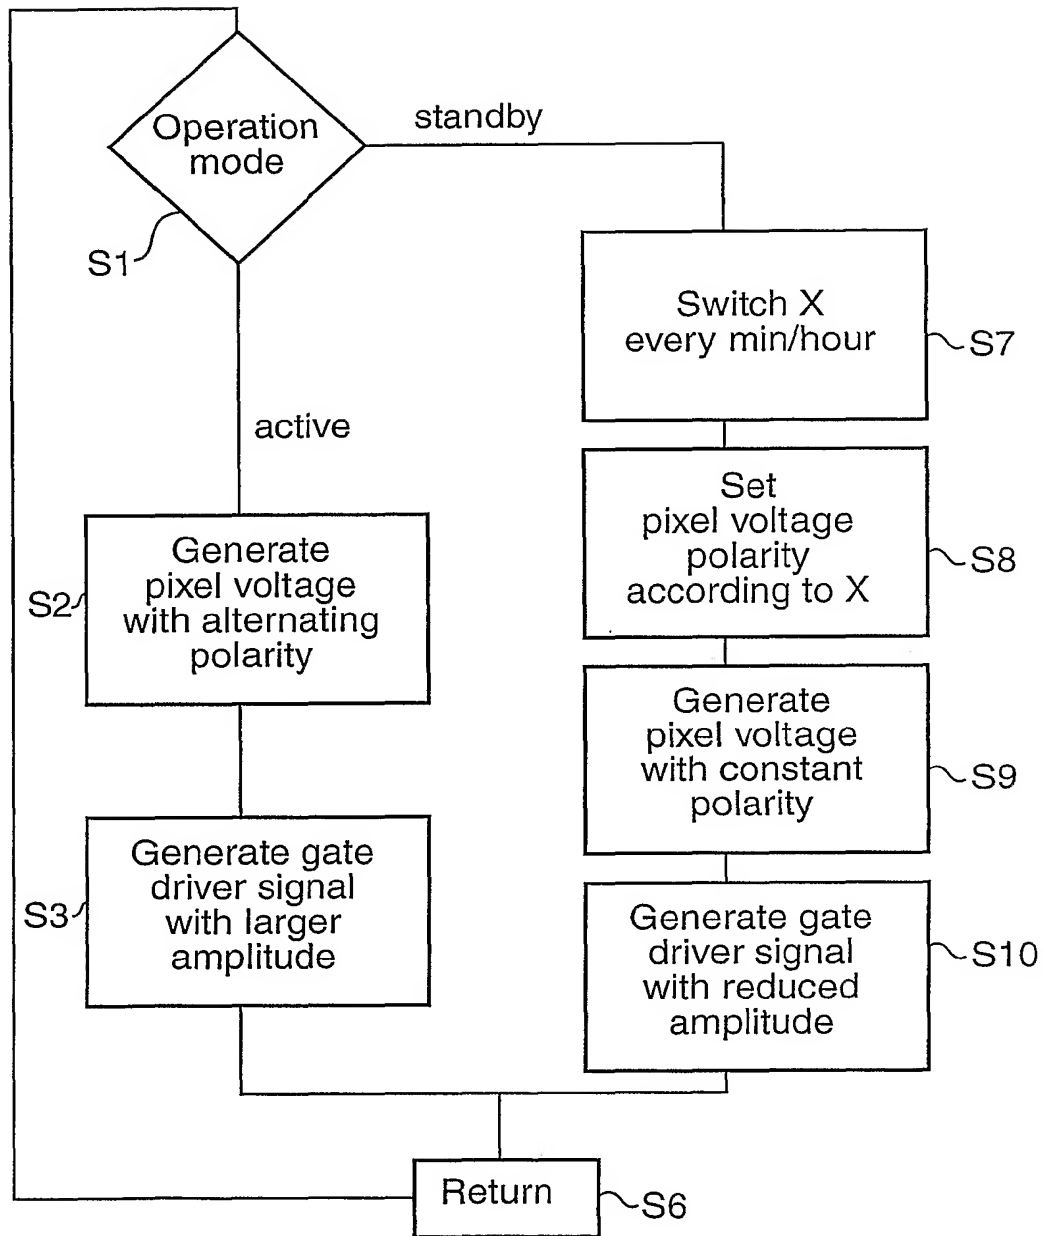 Operation
mode
standby
S1
active
Generate
pixel voltage
with alternating
polarity
S2
Generate gate
driver signal
with larger
amplitude
S3
Switch X
every min/hour
S7
Set
pixel voltage
polarity
according to X
S8
Generate
pixel voltage
with constant
polarity
S9
Generate gate
driver signal
with reduced
amplitude
S10
Return
S6